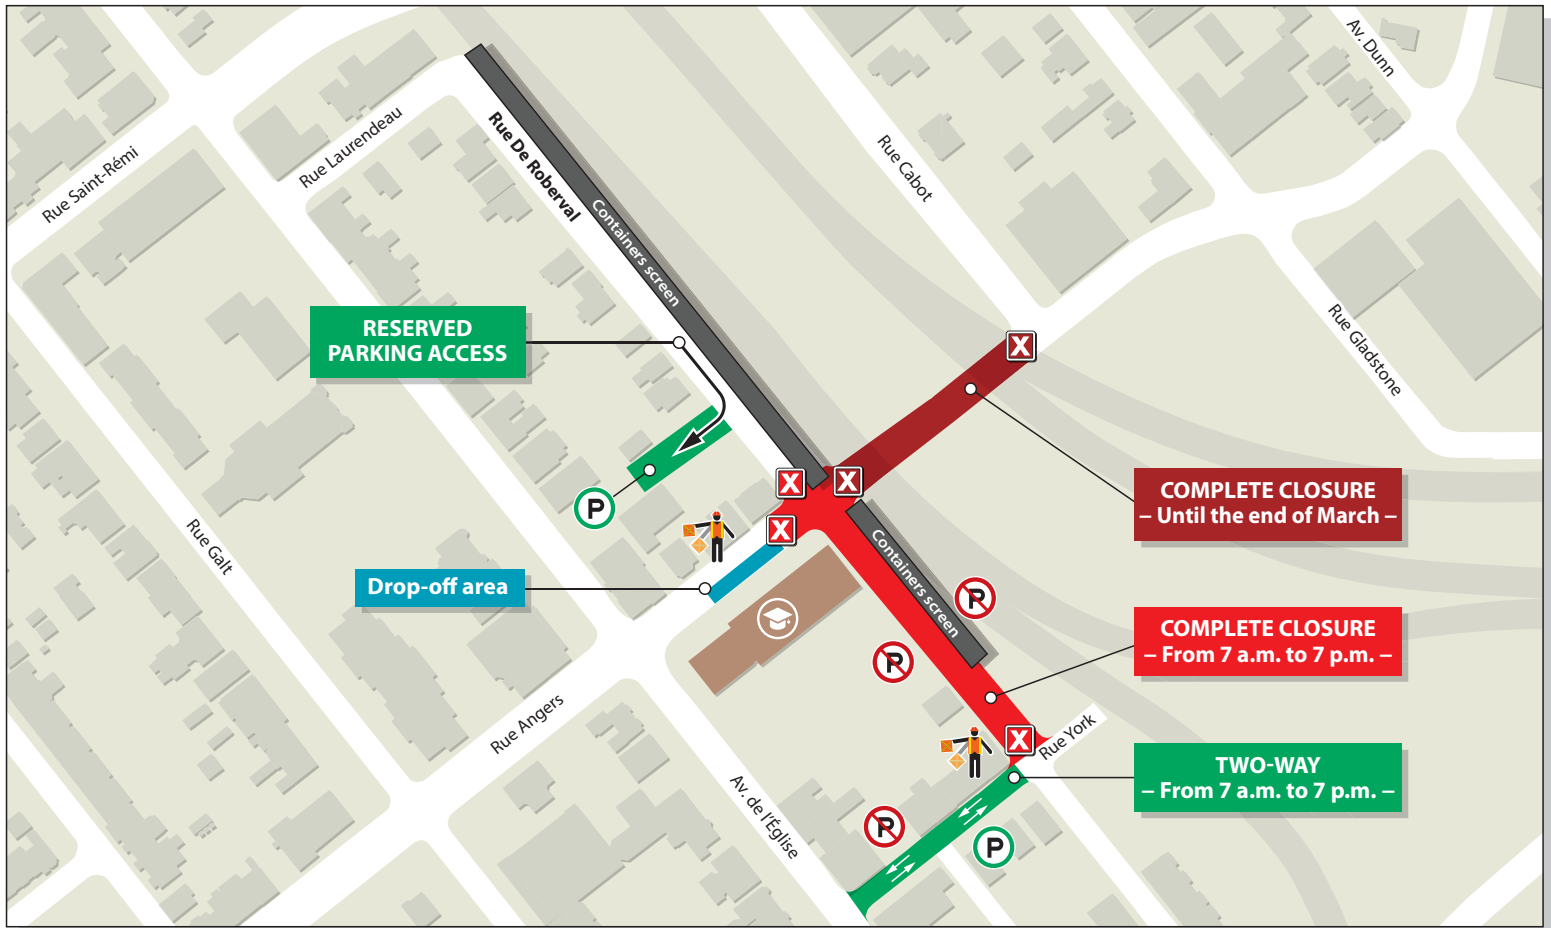 Av. Dunn
Rue Saint-Rémi
Rue Laurendeau
Rue De Roberval
Containers screen
Rue Cabot
RESERVED
PARKING ACCESS
Rue Gladstone
X
X
X
X
P
COMPLETE CLOSURE
– Until the end of March –
Rue Galt
Drop-off area
Containers screen
P
P
COMPLETE CLOSURE
– From 7 a.m. to 7 p.m. –
Rue Angers
X
Rue York
TWO-WAY
– From 7 a.m. to 7 p.m. –
Av. de l'Église
P
P